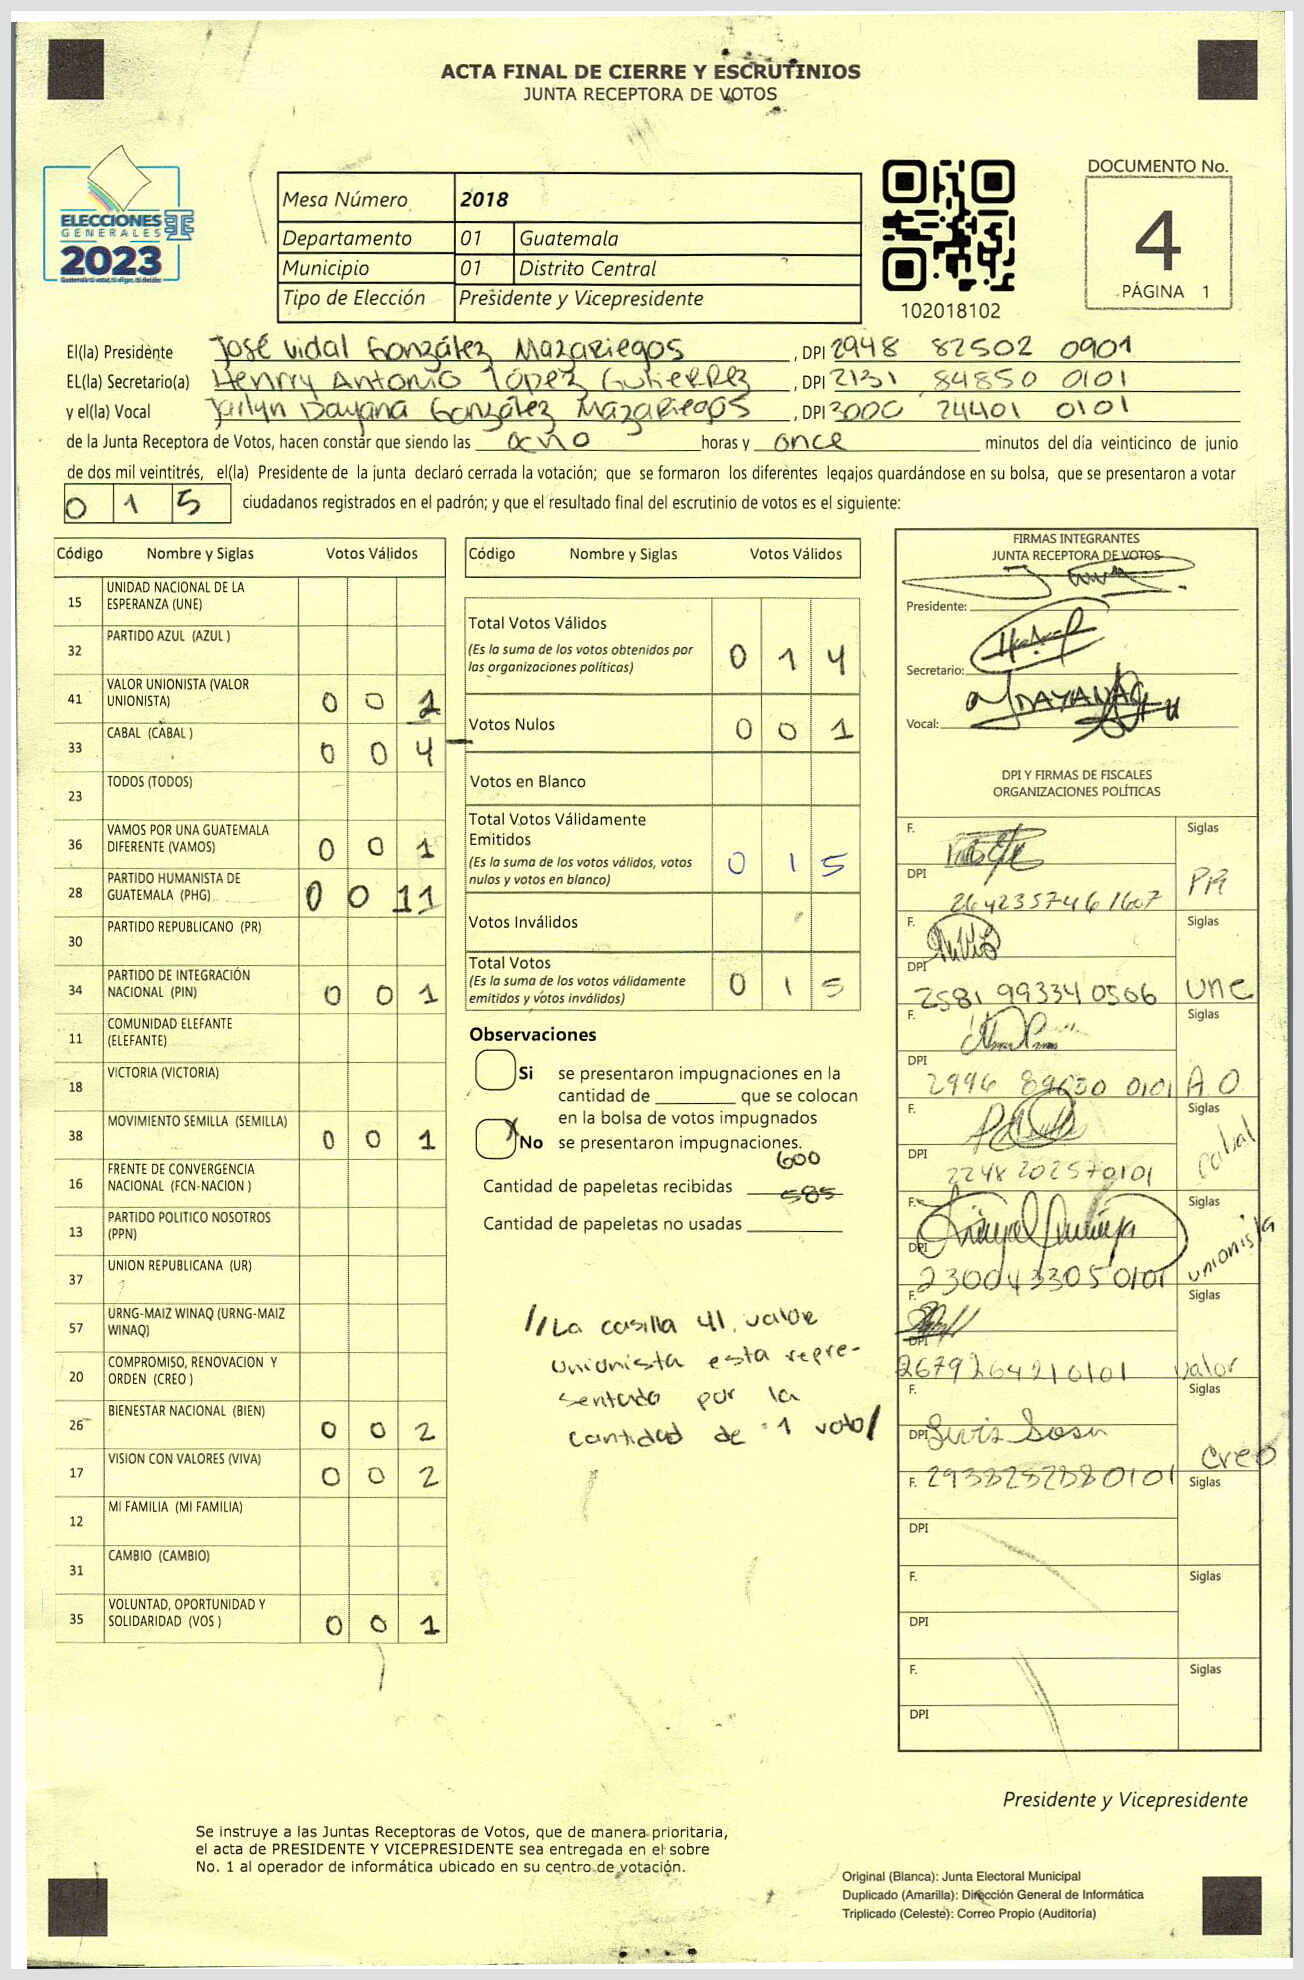 ACTA FINAL DE CIERRE Y ESCRUTINIOS
JUNTA RECEPTORA DE VOTOS
ELECCIONES
GENERALES
2023
Mesa Número 2018
Departamento 01 Guatemala
Municipio 01 Distrito Central
Tipo de Elección Presidente y Vicepresidente
102018102
DOCUMENTO No.
4
PÁGINA 1
El(la) Presidente José Vidal González Mazariegos , DPI 2948 82502 0901
EL(la) Secretario(a) Henrry Antonio López Gutierrez , DPI 2131 84850 0101
y el(la) Vocal Jailyn Dayana González Mazariegos , DPI 3000 74401 0101
de la Junta Receptora de Votos, hacen constar que siendo las ocho horas y once minutos del día veinticinco de junio
de dos mil veintitrés, el(la) Presidente de la junta declaró cerrada la votación; que se formaron los diferentes legajos guardándose en su bolsa, que se presentaron a votar
0 1 5 ciudadanos registrados en el padrón; y que el resultado final del escrutinio de votos es el siguiente:
Código Nombre y Siglas Votos Válidos
15 UNIDAD NACIONAL DE LA
ESPERANZA (UNE)
32 PARTIDO AZUL (AZUL )
41 VALOR UNIONISTA (VALOR
UNIONISTA) 0 0 1
33 CABAL (CABAL ) 0 0 4
23 TODOS (TODOS)
36 VAMOS POR UNA GUATEMALA
DIFERENTE (VAMOS) 0 0 1
28 PARTIDO HUMANISTA DE
GUATEMALA (PHG) 0 0 11
30 PARTIDO REPUBLICANO (PR)
34 PARTIDO DE INTEGRACIÓN
NACIONAL (PIN) 0 0 1
11 COMUNIDAD ELEFANTE
(ELEFANTE)
18 VICTORIA (VICTORIA)
38 MOVIMIENTO SEMILLA (SEMILLA) 0 0 1
16 FRENTE DE CONVERGENCIA
NACIONAL (FCN-NACION )
13 PARTIDO POLITICO NOSOTROS
(PPN)
37 UNION REPUBLICANA (UR)
57 URNG-MAIZ WINAQ (URNG-MAIZ
WINAQ)
20 COMPROMISO, RENOVACION Y
ORDEN (CREO )
26 BIENESTAR NACIONAL (BIEN) 0 0 2
17 VISION CON VALORES (VIVA) 0 0 2
12 MI FAMILIA (MI FAMILIA)
31 CAMBIO (CAMBIO)
35 VOLUNTAD, OPORTUNIDAD Y
SOLIDARIDAD (VOS ) 0 0 1
Código Nombre y Siglas Votos Válidos
Total Votos Válidos
(Es la suma de los votos obtenidos por
las organizaciones políticas) 0 1 4
Votos Nulos 0 0 1
Votos en Blanco
Total Votos Válidamente
Emitidos
(Es la suma de los votos válidos, votos
nulos y votos en blanco) 0 1 5
Votos Inválidos
Total Votos
(Es la suma de los votos válidamente
emitidos y votos inválidos) 0 1 5
Observaciones
Si se presentaron impugnaciones en la
cantidad de ________ que se colocan
en la bolsa de votos impugnados
X No se presentaron impugnaciones.
600
Cantidad de papeletas recibidas 585
Cantidad de papeletas no usadas
//La casilla 41, valor
unionista esta repre-
sentado por la
cantidad de 1 voto/
FIRMAS INTEGRANTES
JUNTA RECEPTORA DE VOTOS
Presidente:
Secretario:
Vocal:
DPI Y FIRMAS DE FISCALES
ORGANIZACIONES POLÍTICAS
F. Siglas
DPI 2642357461607
F. Siglas
DPI 2581 99334 0506 une
F. Siglas
DPI 2996 89630 0101 A.O
F. Siglas
DPI 2248 20257 0101 cabal
F. Siglas
DPI 2300433050101 unionista
F. Siglas
DPI 2679264210101 valor
F. Siglas
DPI Luvis Sosa
2938232880101 creo
F. Siglas
DPI
F. Siglas
DPI
F. Siglas
DPI
Presidente y Vicepresidente
Se instruye a las Juntas Receptoras de Votos, que de manera prioritaria,
el acta de PRESIDENTE Y VICEPRESIDENTE sea entregada en el sobre
No. 1 al operador de informática ubicado en su centro de votación.
Original (Blanca): Junta Electoral Municipal
Duplicado (Amarilla): Dirección General de Informática
Triplicado (Celeste): Correo Propio (Auditoría)